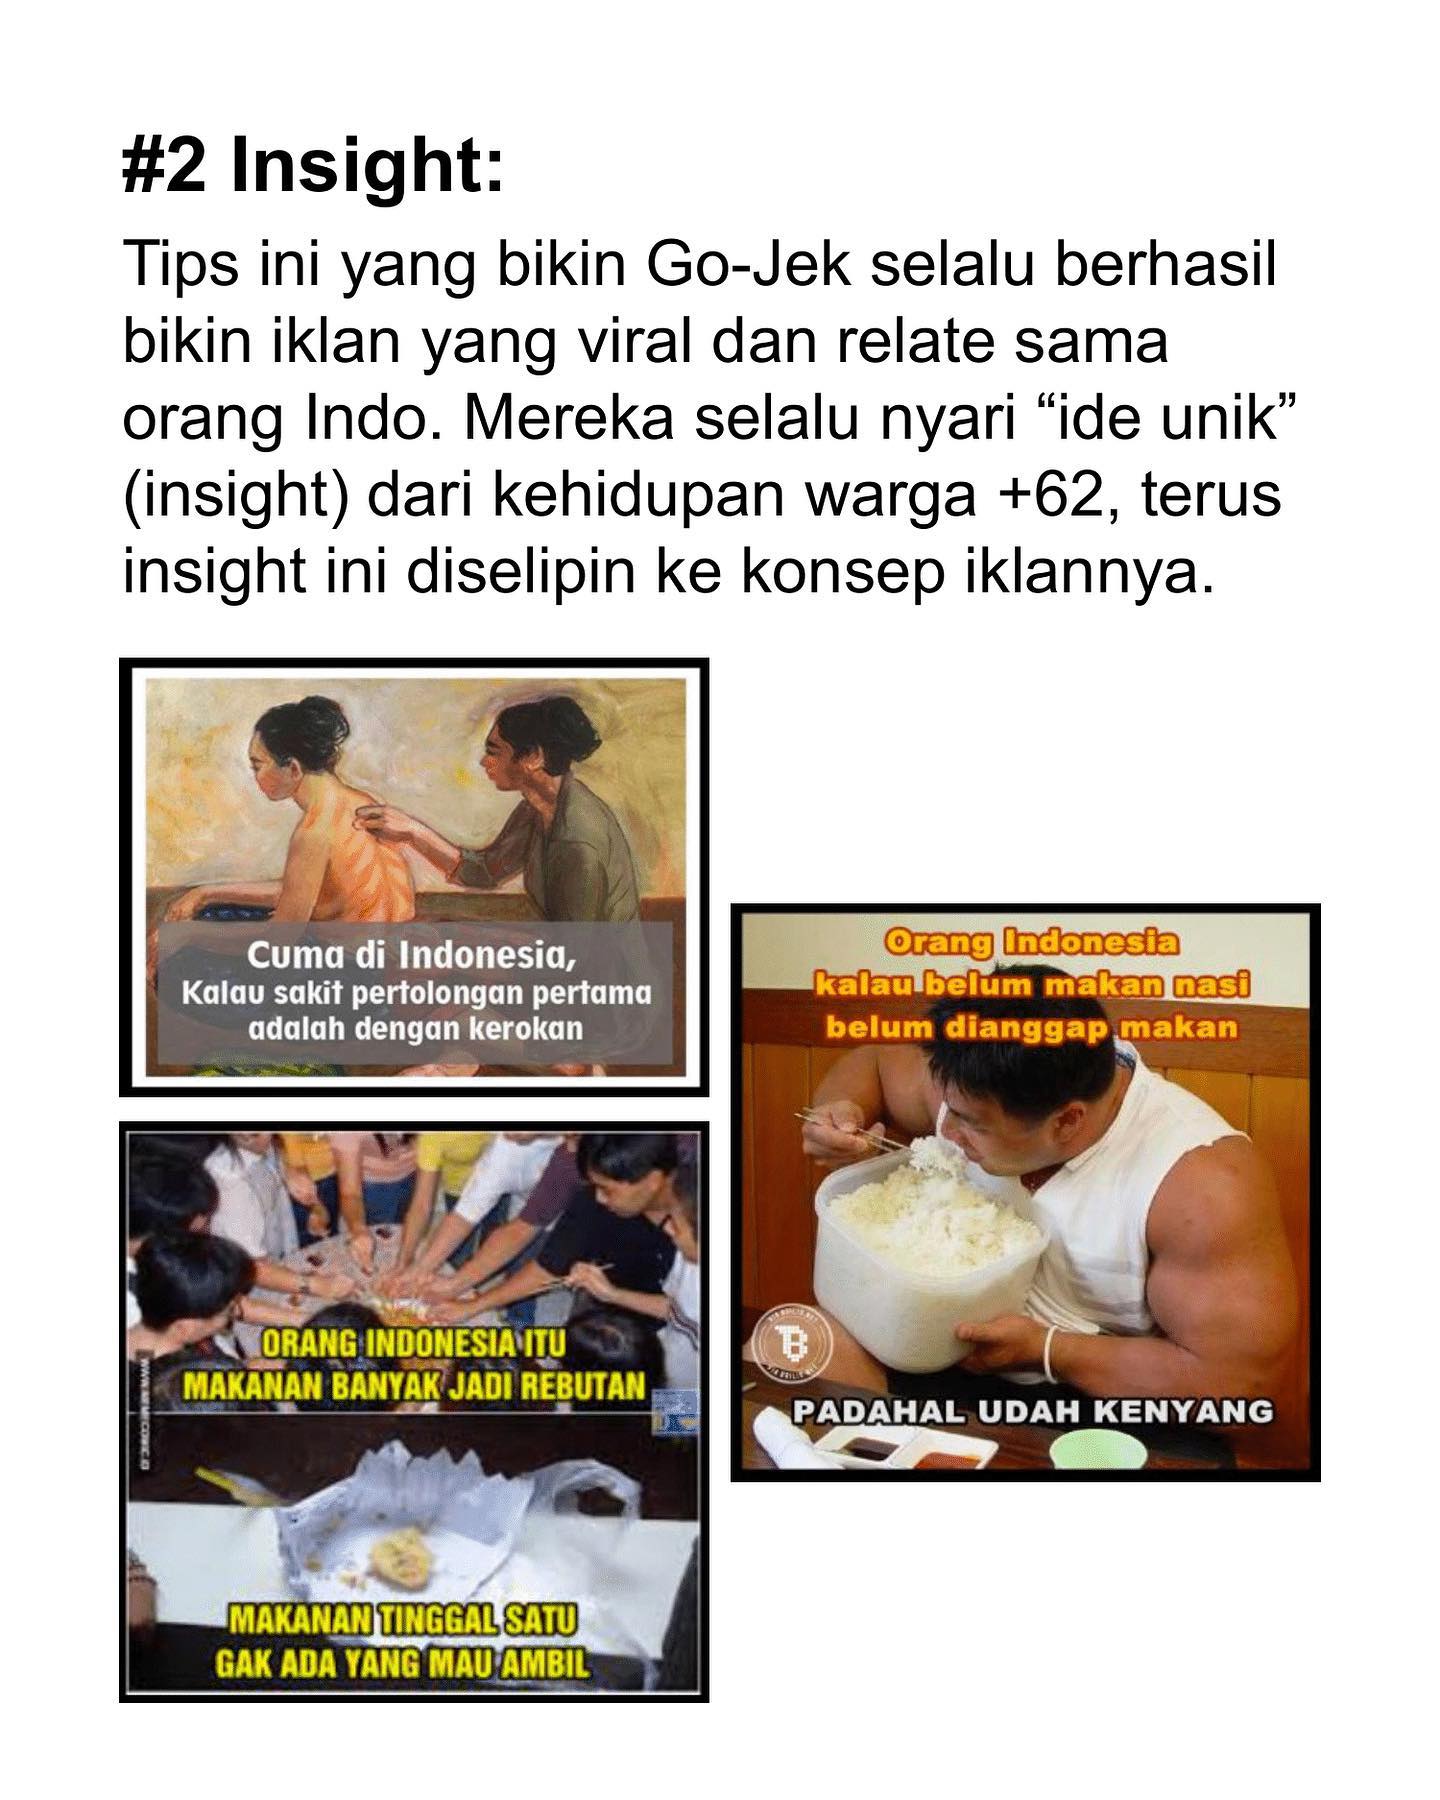 #2 Insight:
Tips ini yang bikin Go-Jek selalu berhasil
bikin iklan yang viral dan relate sama
orang Indo. Mereka selalu nyari “ide unik”
(insight) dari kehidupan warga +62, terus
insight ini diselipin ke konsep iklannya.
Cuma di Indonesia,
Kalau sakit pertolongan pertama
adalah dengan kerokan
Orang Indonesia
kalau belum makan nasi
belum dianggap makan
PADAHAL UDAH KENYANG
ORANG INDONESIA ITU
MAKANAN BANYAK JADI REBUTAN
MAKANAN TINGGAL SATU
GAK ADA YANG MAU AMBIL